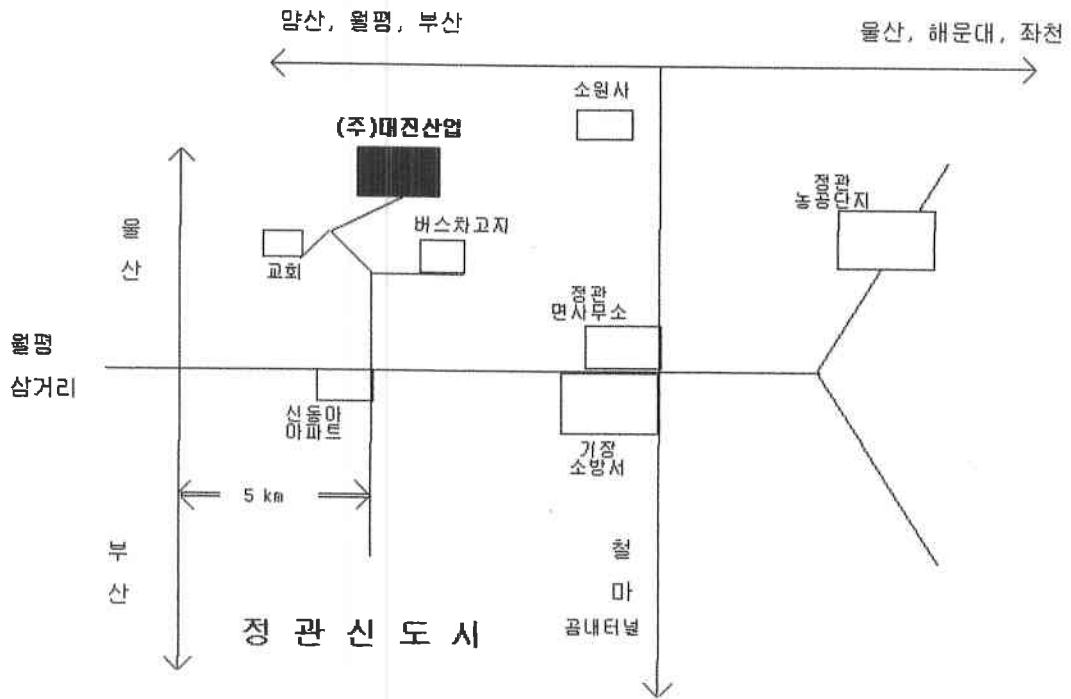 먐산, 월평, 부산
울산, 해운대, 좌천
소원사
(주)대진산업
정관
농공단지
버스차고지
울
산
교회
정관
면사무소
월평
삼거리
신동아
아파트
기장
소방서
5 km
부
산
철
마
곰내터널
정 관 신 도 시